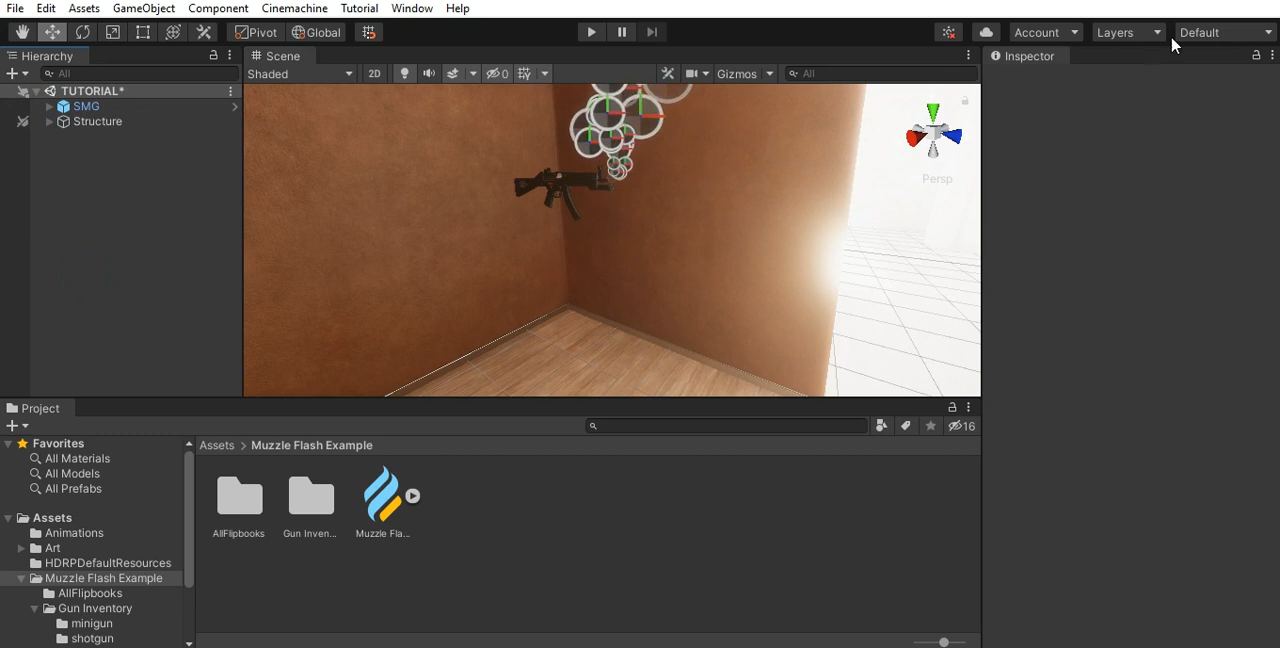 File Edit Assets GameObject Component Cinemachine Tutorial Window Help
Pivot Global Account Layers Default
Hierarchy Scene Inspector
All Shaded 2D 0 Gizmos All
TUTORIAL*
SMG
Structure
Persp
Project
16
Favorites Assets > Muzzle Flash Example
All Materials
All Models
All Prefabs
Assets
Animations
Art
HDRPDefaultResources
Muzzle Flash Example
AllFlipbooks
Gun Inventory
minigun
shotgun
AllFlipbooks Gun Inven... Muzzle Fla...